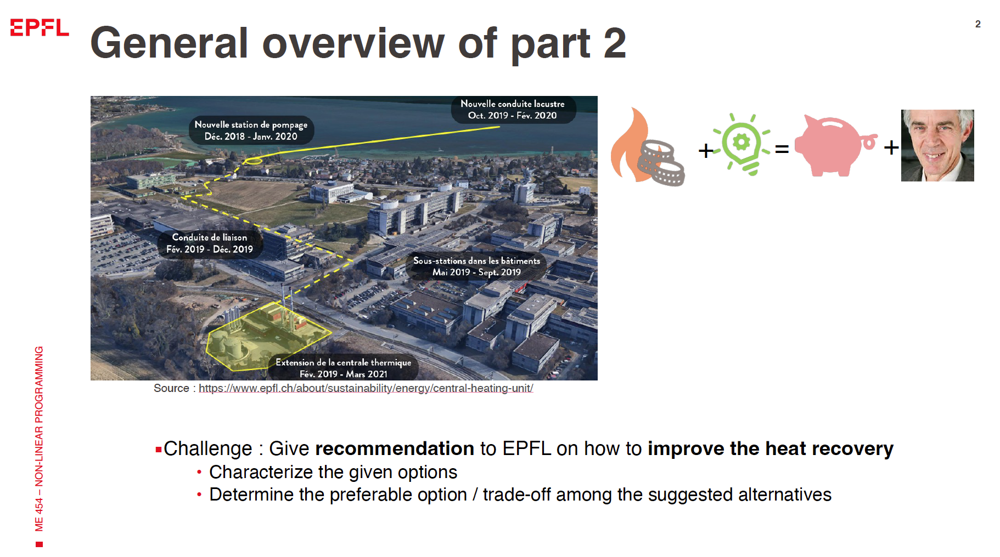 EPFL
General overview of part 2
2
Nouvelle conduite lacustre
Oct. 2019 - Fév. 2020
Nouvelle station de pompage
Déc. 2018 - Janv. 2020
Conduite de liaison
Fév. 2019 - Déc. 2019
Sous-stations dans les bâtiments
Mai 2019 - Sept. 2019
Extension de la centrale thermique
Fév. 2019 - Mars 2021
+ = +
Source : https://www.epfl.ch/about/sustainability/energy/central-heating-unit/
▪Challenge : Give recommendation to EPFL on how to improve the heat recovery
• Characterize the given options
• Determine the preferable option / trade-off among the suggested alternatives
ME 454 – NON-LINEAR PROGRAMMING